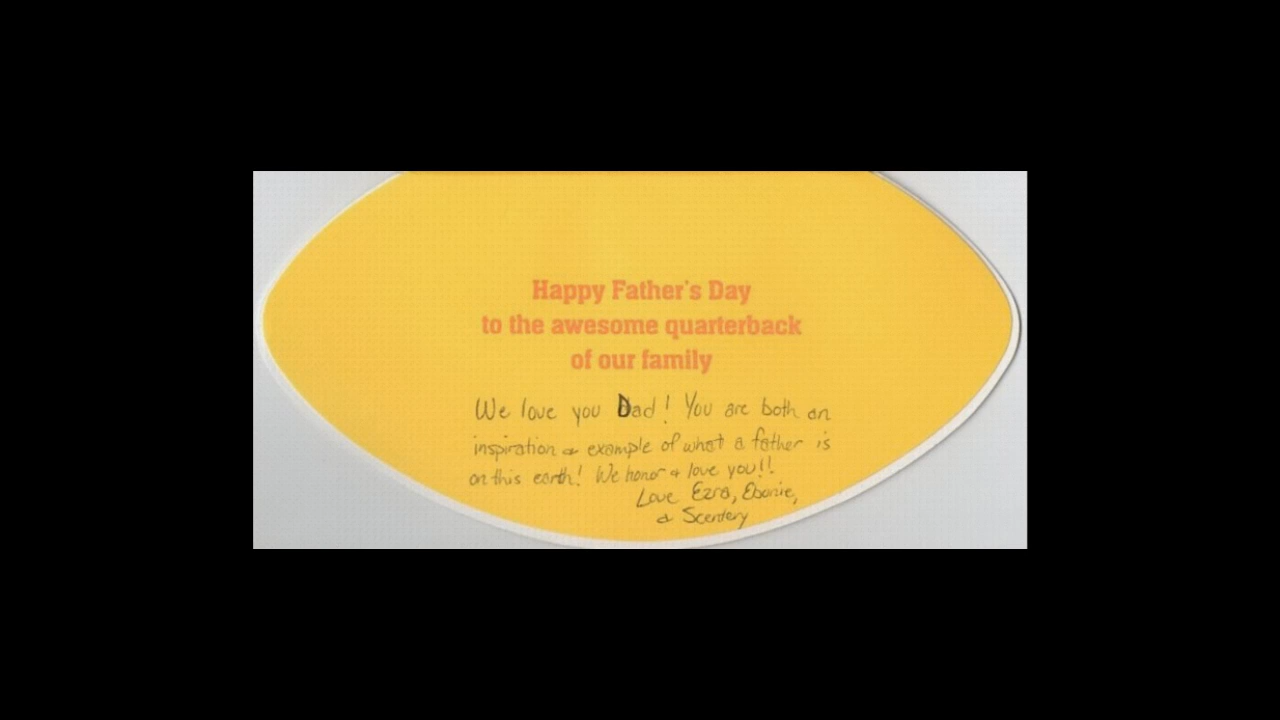 Happy Father's Day
to the awesome quarterback
of our family
We love you Dad! You are both an
inspiration & example of what a father is
on this earth! We honor & love you!!
Love Ezra, Ebonie,
& Scentery